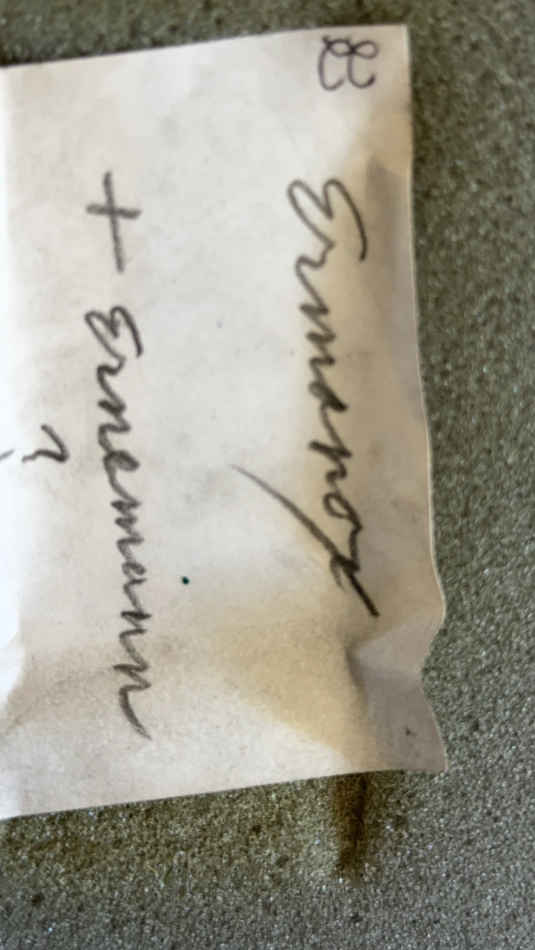 Ermanox
+ Ernemann
?